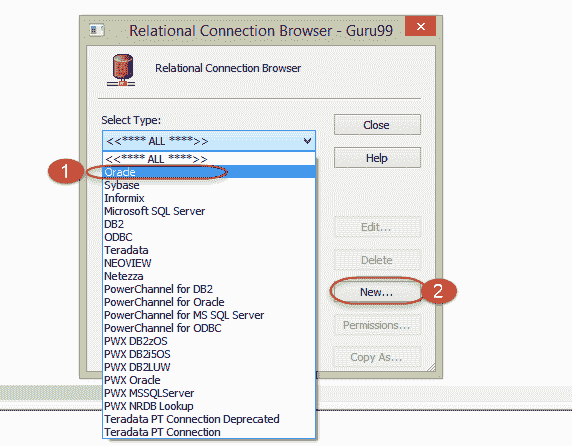 Relational Connection Browser - Guru99
Relational Connection Browser
Select Type:
<<**** ALL ****>>
Close
<<**** ALL ****>>
Help
1
Oracle
Sybase
Informix
Microsoft SQL Server
DB2
Edit...
ODBC
Teradata
Delete
NEOVIEW
Netezza
New...
2
PowerChannel for DB2
PowerChannel for Oracle
PowerChannel for MS SQL Server
Permissions...
PowerChannel for ODBC
PWX DB2zOS
PWX DB2i5OS
Copy As...
PWX DB2LUW
PWX Oracle
PWX MSSQLServer
PWX NRDB Lookup
Teradata PT Connection Deprecated
Teradata PT Connection